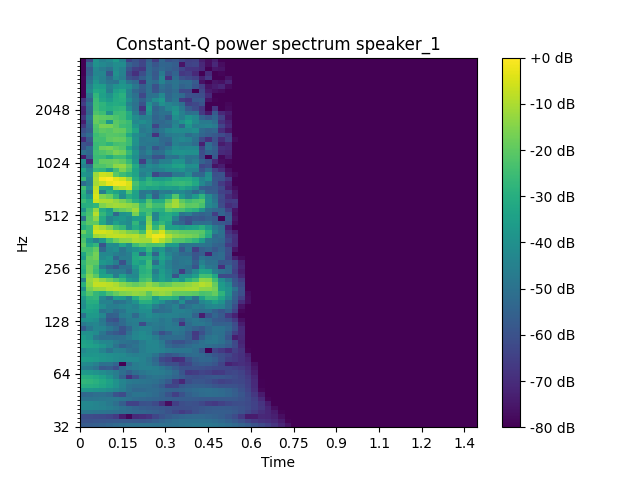 Constant-Q power spectrum speaker_1
+0 dB
-10 dB
-20 dB
-30 dB
-40 dB
-50 dB
-60 dB
-70 dB
-80 dB
Hz
2048
1024
512
256
128
64
32
0 0.15 0.3 0.45 0.6 0.75 0.9 1.1 1.2 1.4
Time